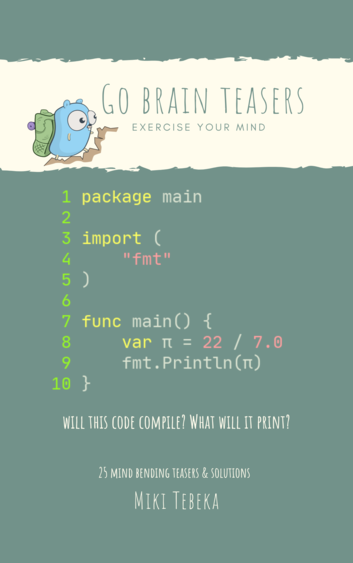 GO BRAIN TEASERS
EXERCISE YOUR MIND
1 package main
2
3 import (
4     "fmt"
5 )
6
7 func main() {
8     var π = 22 / 7.0
9     fmt.Println(π)
10 }
WILL THIS CODE COMPILE? WHAT WILL IT PRINT?
25 MIND BENDING TEASERS & SOLUTIONS
MIKI TEBEKA